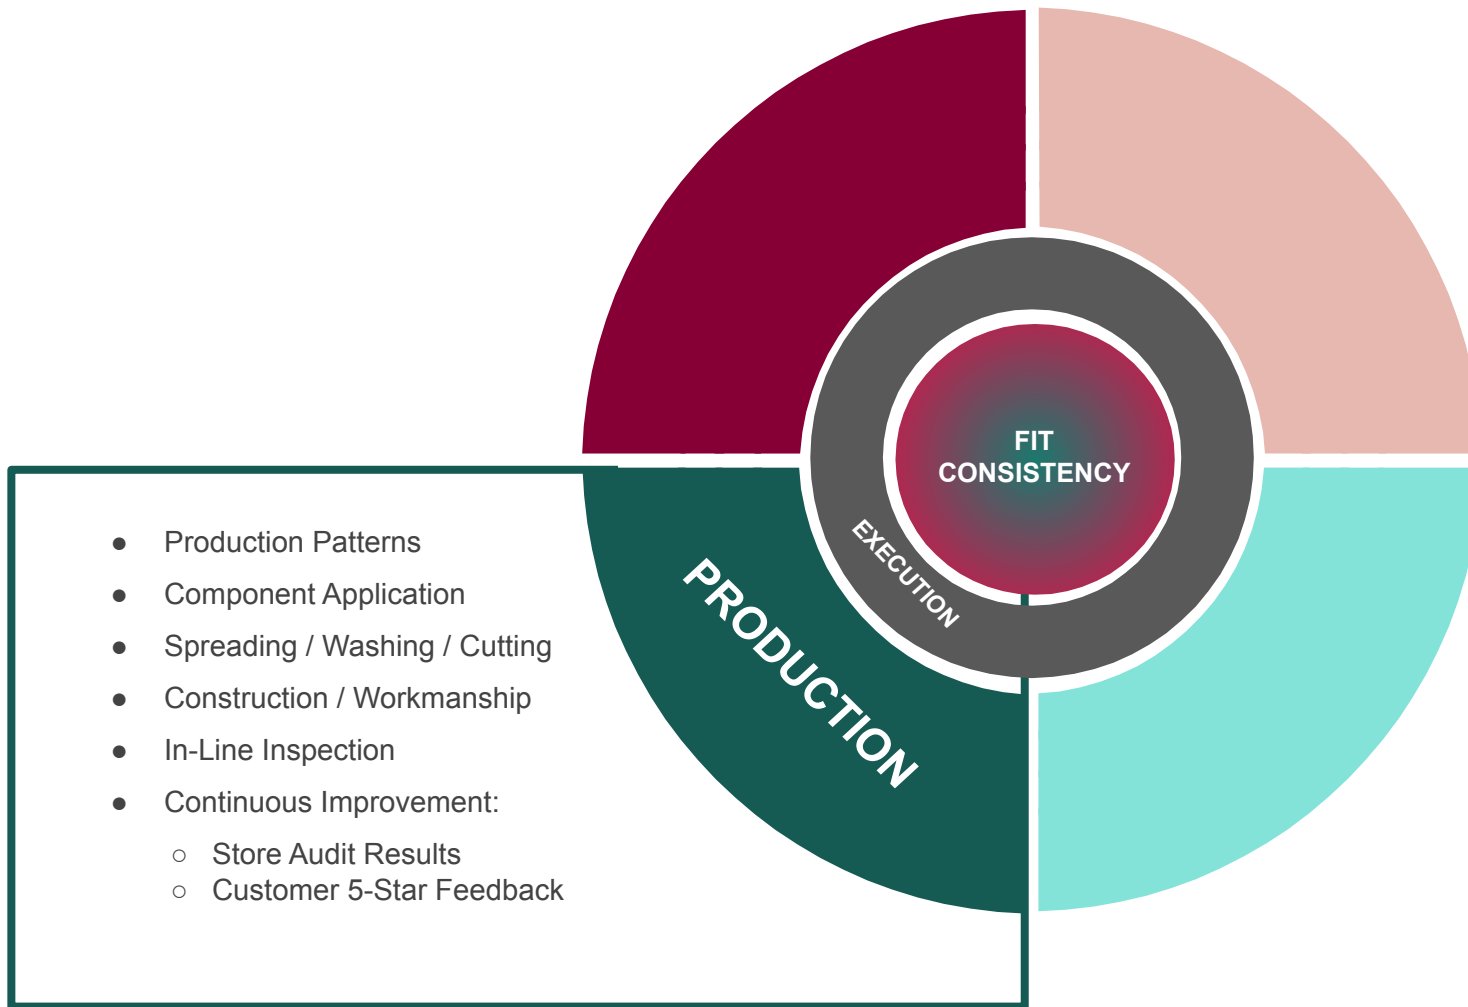 FIT
CONSISTENCY
EXECUTION
PRODUCTION
● Production Patterns
● Component Application
● Spreading / Washing / Cutting
● Construction / Workmanship
● In-Line Inspection
● Continuous Improvement:
○ Store Audit Results
○ Customer 5-Star Feedback